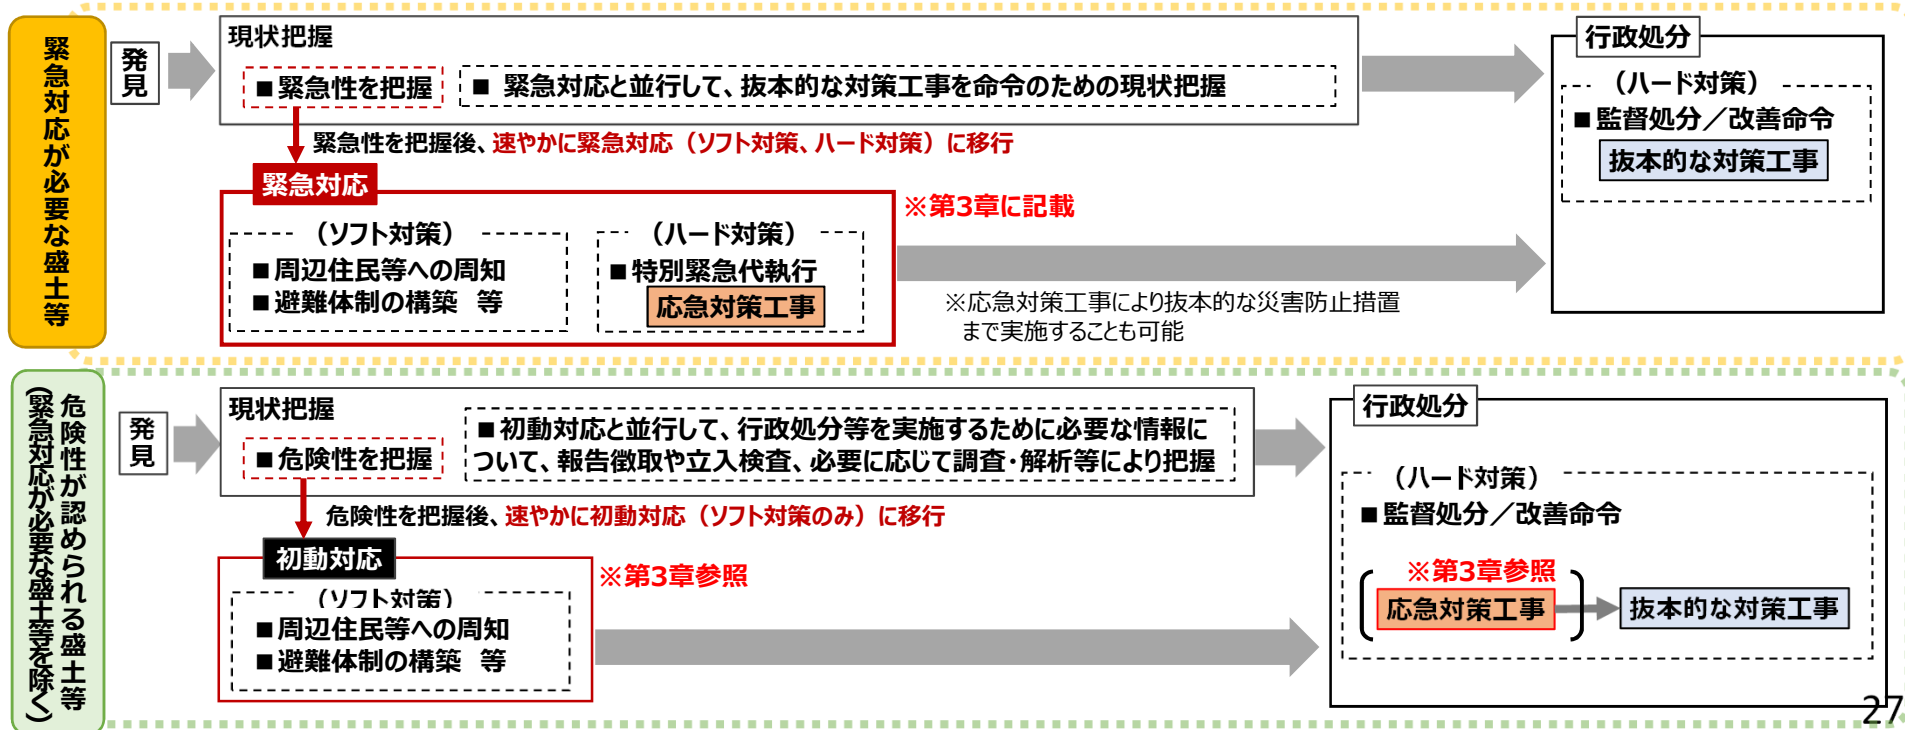 緊急対応が必要な盛土等
発見
現状把握
■緊急性を把握
■ 緊急対応と並行して、抜本的な対策工事を命令のための現状把握
緊急性を把握後、速やかに緊急対応（ソフト対策、ハード対策）に移行
緊急対応
（ソフト対策）
■周辺住民等への周知
■避難体制の構築 等
（ハード対策）
■特別緊急代執行
応急対策工事
※第3章に記載
※応急対策工事により抜本的な災害防止措置
まで実施することも可能
行政処分
（ハード対策）
■監督処分／改善命令
抜本的な対策工事
危険性が認められる盛土等
（緊急対応が必要な盛土等を除く）
発見
現状把握
■危険性を把握
■初動対応と並行して、行政処分等を実施するために必要な情報に
ついて、報告徴取や立入検査、必要に応じて調査・解析等により把握
危険性を把握後、速やかに初動対応（ソフト対策のみ）に移行
初動対応
（ソフト対策）
■周辺住民等への周知
■避難体制の構築 等
※第3章参照
行政処分
（ハード対策）
■監督処分／改善命令
※第3章参照
応急対策工事
抜本的な対策工事
27